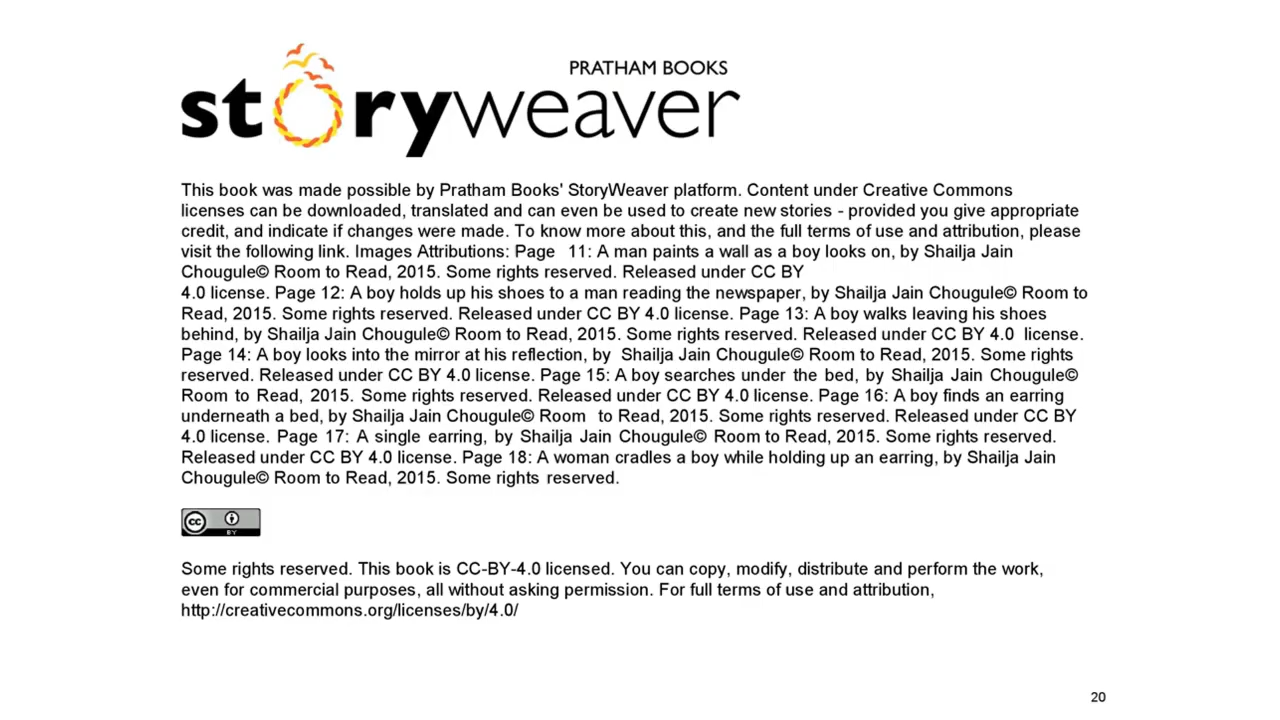 PRATHAM BOOKS
storyweaver
This book was made possible by Pratham Books' StoryWeaver platform. Content under Creative Commons
licenses can be downloaded, translated and can even be used to create new stories - provided you give appropriate
credit, and indicate if changes were made. To know more about this, and the full terms of use and attribution, please
visit the following link. Images Attributions: Page 11: A man paints a wall as a boy looks on, by Shailja Jain
Chougule© Room to Read, 2015. Some rights reserved. Released under CC BY
4.0 license. Page 12: A boy holds up his shoes to a man reading the newspaper, by Shailja Jain Chougule© Room to
Read, 2015. Some rights reserved. Released under CC BY 4.0 license. Page 13: A boy walks leaving his shoes
behind, by Shailja Jain Chougule© Room to Read, 2015. Some rights reserved. Released under CC BY 4.0 license.
Page 14: A boy looks into the mirror at his reflection, by Shailja Jain Chougule© Room to Read, 2015. Some rights
reserved. Released under CC BY 4.0 license. Page 15: A boy searches under the bed, by Shailja Jain Chougule©
Room to Read, 2015. Some rights reserved. Released under CC BY 4.0 license. Page 16: A boy finds an earring
underneath a bed, by Shailja Jain Chougule© Room to Read, 2015. Some rights reserved. Released under CC BY
4.0 license. Page 17: A single earring, by Shailja Jain Chougule© Room to Read, 2015. Some rights reserved.
Released under CC BY 4.0 license. Page 18: A woman cradles a boy while holding up an earring, by Shailja Jain
Chougule© Room to Read, 2015. Some rights reserved.
cc BY
Some rights reserved. This book is CC-BY-4.0 licensed. You can copy, modify, distribute and perform the work,
even for commercial purposes, all without asking permission. For full terms of use and attribution,
http://creativecommons.org/licenses/by/4.0/
20